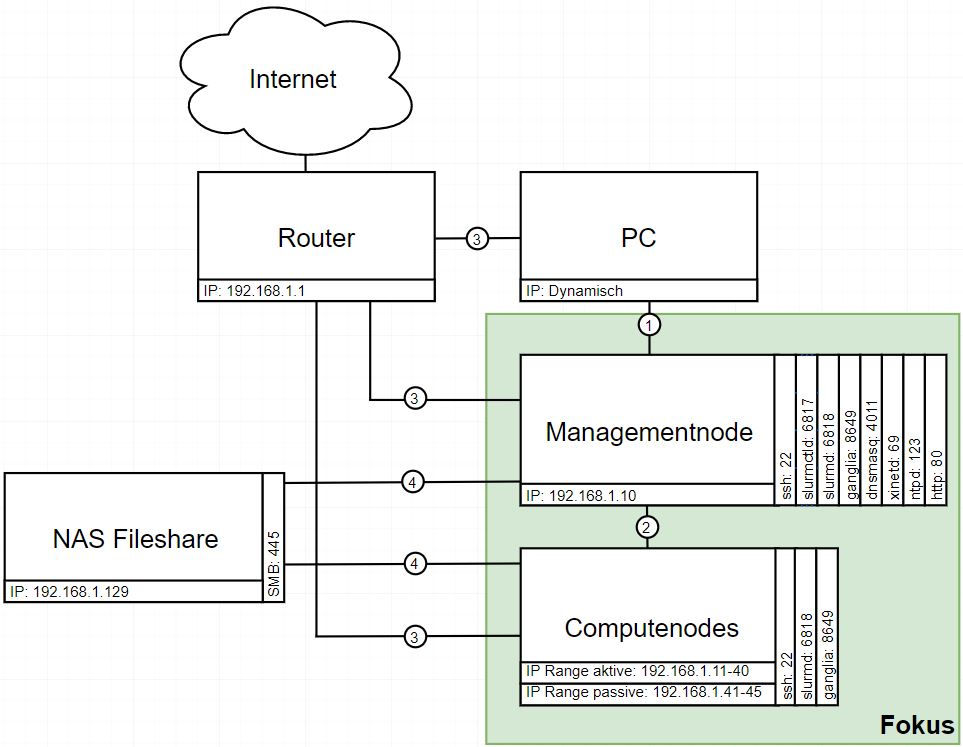 Internet
Router
IP: 192.168.1.1
3
PC
IP: Dynamisch
1
3
Managementnode
IP: 192.168.1.10
ssh: 22
slurmctld: 6817
slurmd: 6818
ganglia: 8649
dnsmasq: 4011
xinetd: 69
ntpd: 123
http: 80
4
2
NAS Fileshare
IP: 192.168.1.129
SMB: 445
4
3
Computenodes
IP Range aktive: 192.168.1.11-40
IP Range passive: 192.168.1.41-45
ssh: 22
slurmd: 6818
ganglia: 8649
Fokus